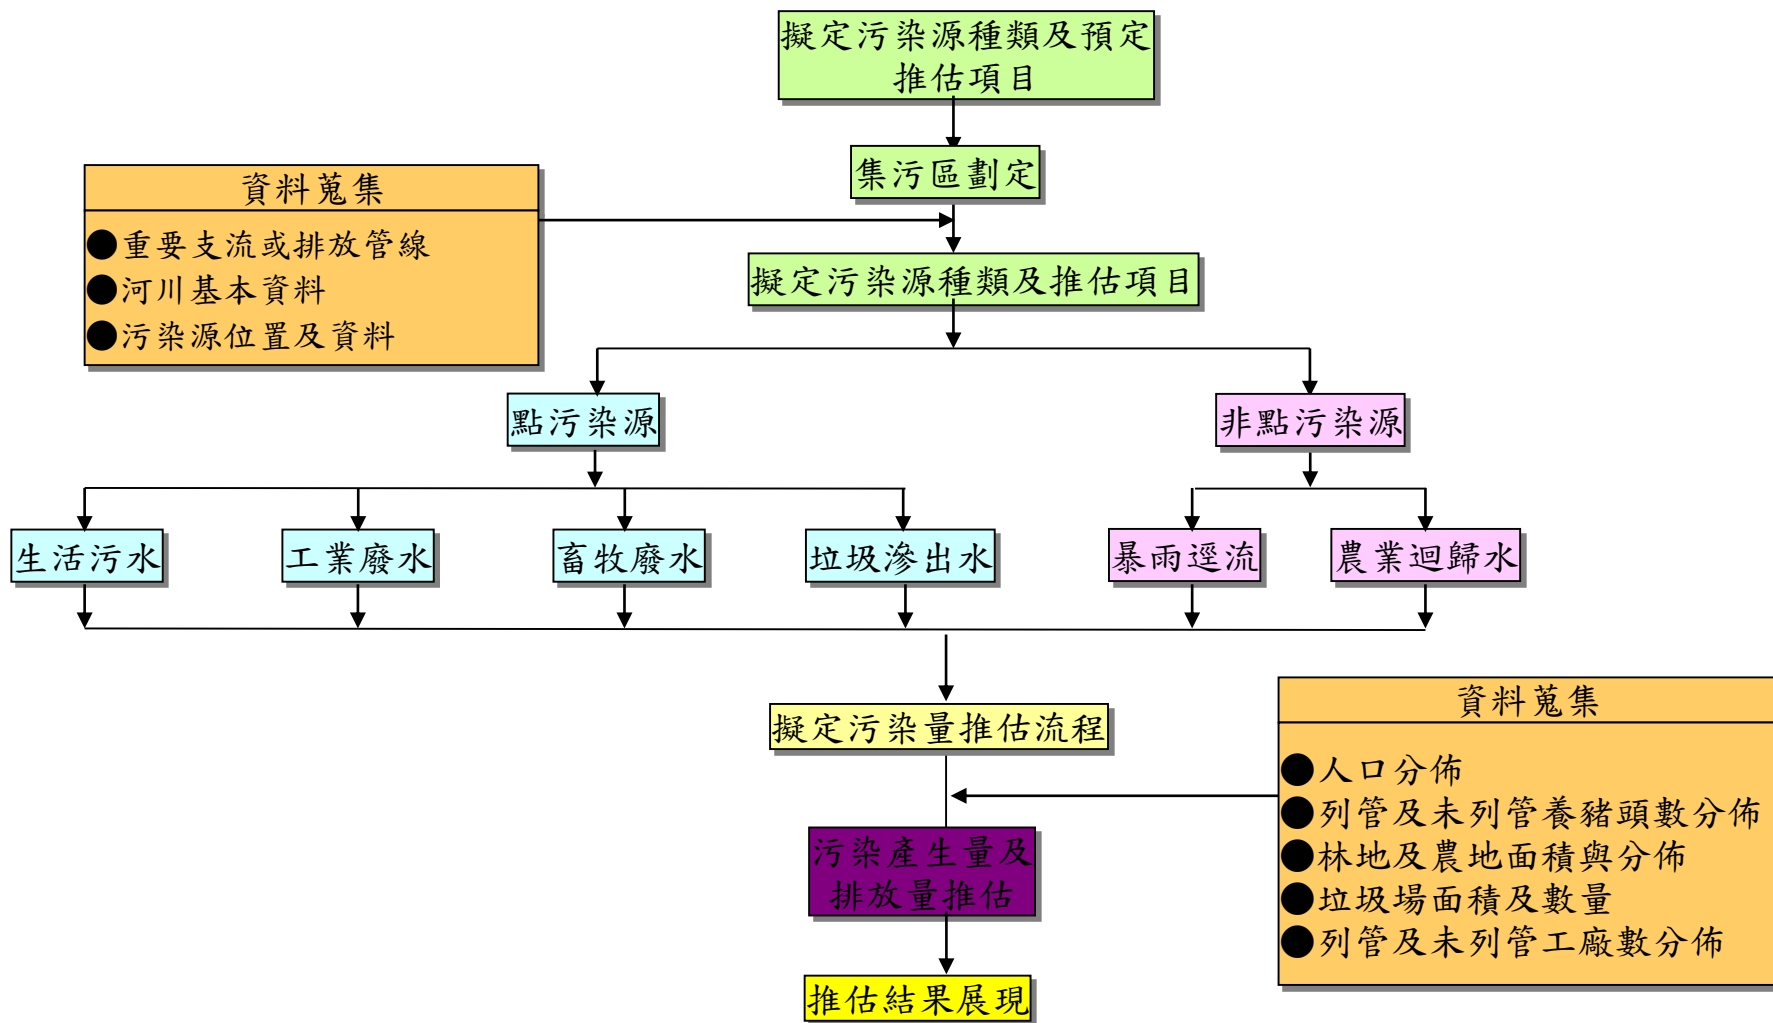 擬定污染源種類及預定
推估項目
集污區劃定
資料蒐集
●重要支流或排放管線
●河川基本資料
●污染源位置及資料
擬定污染源種類及推估項目
點污染源
非點污染源
生活污水
工業廢水
畜牧廢水
垃圾滲出水
暴雨逕流
農業迴歸水
擬定污染量推估流程
資料蒐集
●人口分佈
●列管及未列管養豬頭數分佈
●林地及農地面積與分佈
●垃圾場面積及數量
●列管及未列管工廠數分佈
污染產生量及
排放量推估
推估結果展現